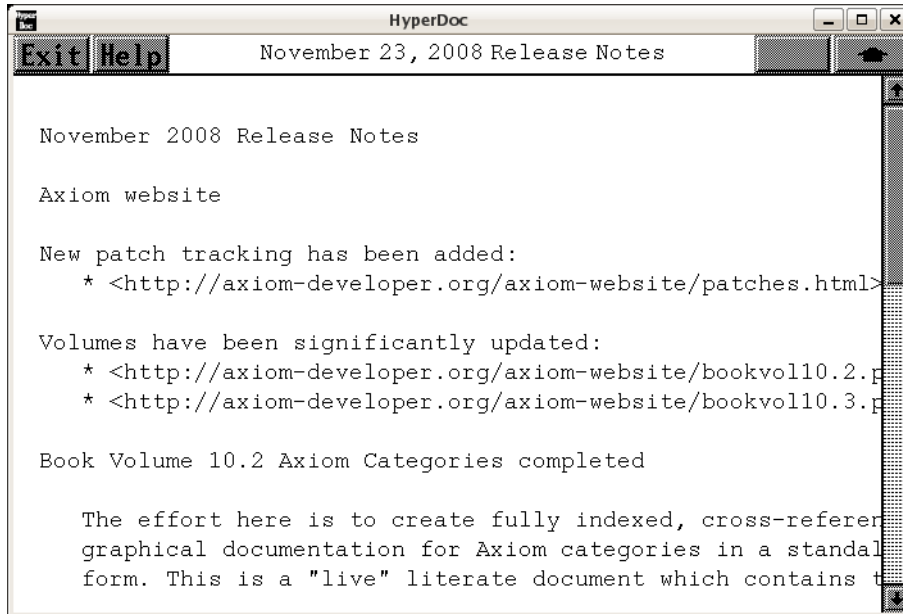 Hyper Doc
HyperDoc
Exit Help November 23, 2008 Release Notes
November 2008 Release Notes
Axiom website
New patch tracking has been added:
* <http://axiom-developer.org/axiom-website/patches.html>
Volumes have been significantly updated:
* <http://axiom-developer.org/axiom-website/bookvol10.2.p
* <http://axiom-developer.org/axiom-website/bookvol10.3.p
Book Volume 10.2 Axiom Categories completed
The effort here is to create fully indexed, cross-referen
graphical documentation for Axiom categories in a standal
form. This is a "live" literate document which contains t